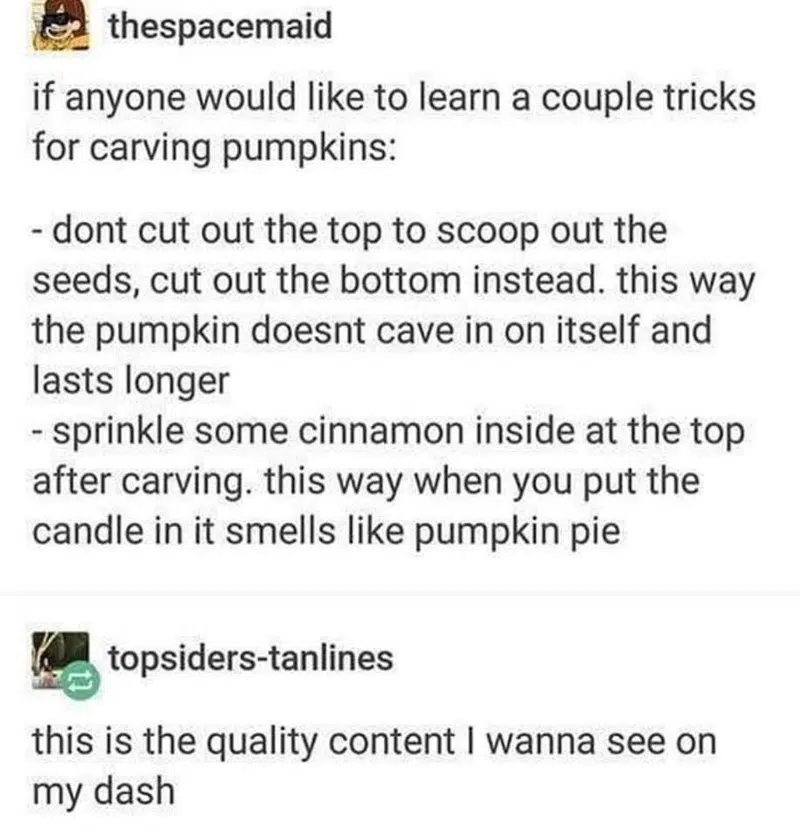 thespacemaid
if anyone would like to learn a couple tricks
for carving pumpkins:
- dont cut out the top to scoop out the
seeds, cut out the bottom instead. this way
the pumpkin doesnt cave in on itself and
lasts longer
- sprinkle some cinnamon inside at the top
after carving. this way when you put the
candle in it smells like pumpkin pie
topsiders-tanlines
this is the quality content I wanna see on
my dash